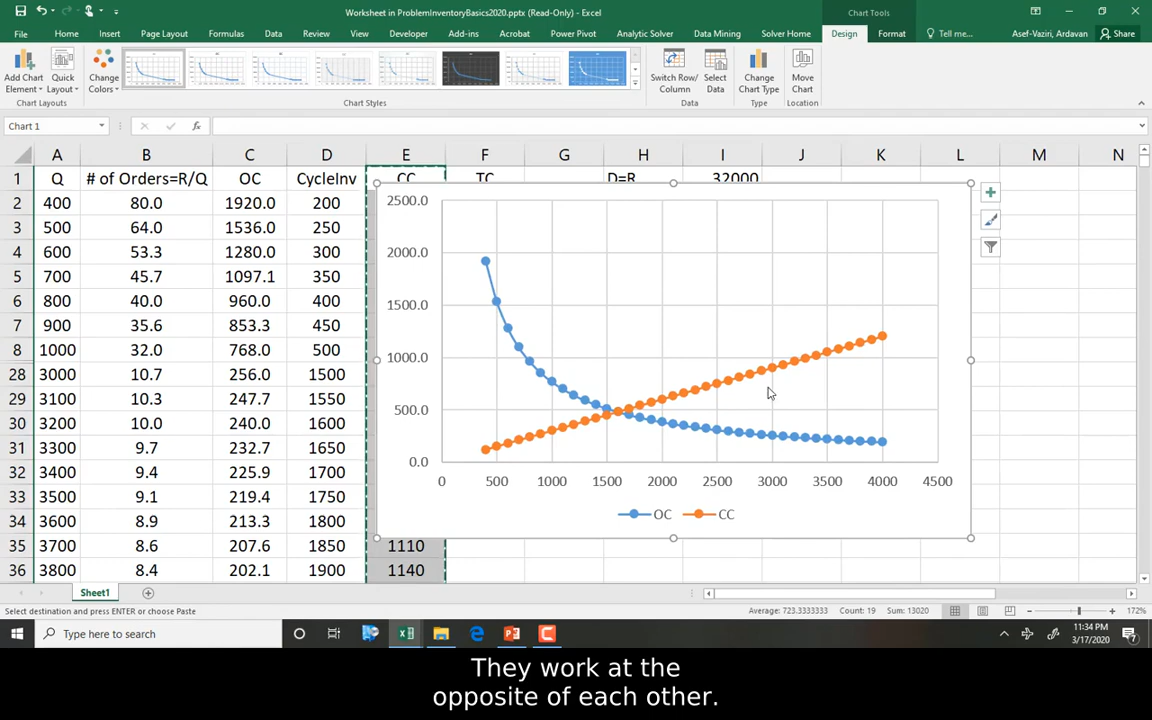 Worksheet in ProblemInventoryBasics2020.pptx (Read-Only) - Excel
Chart Tools
File Home Insert Page Layout Formulas Data Review View Developer Add-ins Acrobat Power Pivot Analytic Solver Data Mining Solver Home Design Format Tell me... Asef-Vaziri, Ardavan Share
Add Chart Element
Quick Layout
Change Colors
Switch Row/ Column
Select Data
Change Chart Type
Move Chart
Chart Layouts Chart Styles Data Type Location
Chart 1 fx
A B C D E F G H I J K L M N
1 Q # of Orders=R/Q OC CycleInv CC TC D=R 32000
2 400 80.0 1920.0 200
3 500 64.0 1536.0 250
4 600 53.3 1280.0 300
5 700 45.7 1097.1 350
6 800 40.0 960.0 400
7 900 35.6 853.3 450
8 1000 32.0 768.0 500
28 3000 10.7 256.0 1500
29 3100 10.3 247.7 1550
30 3200 10.0 240.0 1600
31 3300 9.7 232.7 1650
32 3400 9.4 225.9 1700
33 3500 9.1 219.4 1750
34 3600 8.9 213.3 1800
35 3700 8.6 207.6 1850 1110
36 3800 8.4 202.1 1900 1140
2500.0
2000.0
1500.0
1000.0
500.0
0.0
0 500 1000 1500 2000 2500 3000 3500 4000 4500
OC CC
Sheet1
Select destination and press ENTER or choose Paste Average: 723.3333333 Count: 19 Sum: 13020 172%
Type here to search
11:34 PM
3/17/2020
They work at the
opposite of each other.